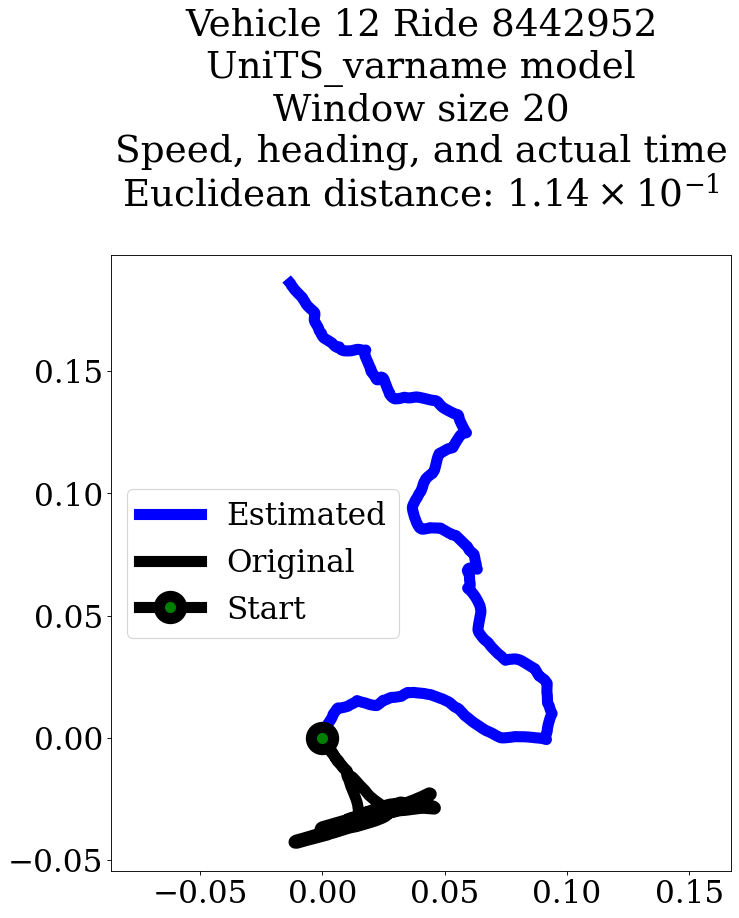 Vehicle 12 Ride 8442952
UniTS_varname model
Window size 20
Speed, heading, and actual time
Euclidean distance: 1.14 × 10⁻¹
0.15
0.10
Estimated
Original
Start
0.05
0.00
−0.05
−0.05 0.00 0.05 0.10 0.15